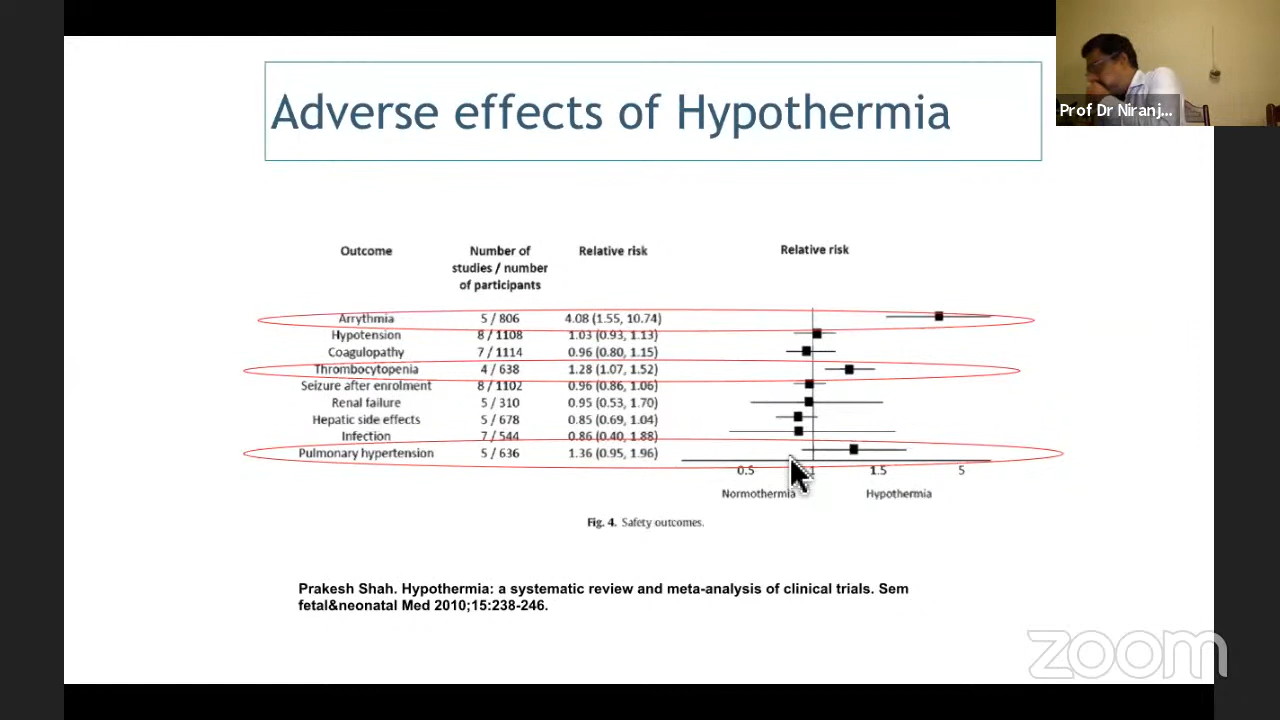 Adverse effects of Hypothermia
Prof Dr Niranj...
Outcome Number of studies / number of participants Relative risk Relative risk
Arrythmia 5 / 806 4.08 (1.55, 10.74)
Hypotension 8 / 1108 1.03 (0.93, 1.13)
Coagulopathy 7 / 1114 0.96 (0.80, 1.15)
Thrombocytopenia 4 / 638 1.28 (1.07, 1.52)
Seizure after enrolment 8 / 1102 0.96 (0.86, 1.06)
Renal failure 5 / 310 0.95 (0.53, 1.70)
Hepatic side effects 5 / 678 0.85 (0.69, 1.04)
Infection 7 / 544 0.86 (0.40, 1.88)
Pulmonary hypertension 5 / 636 1.36 (0.95, 1.96)
0.5 1 1.5 5
Normothermia Hypothermia
Fig. 4. Safety outcomes.
Prakesh Shah. Hypothermia: a systematic review and meta-analysis of clinical trials. Sem
fetal&neonatal Med 2010;15:238-246.
zoom